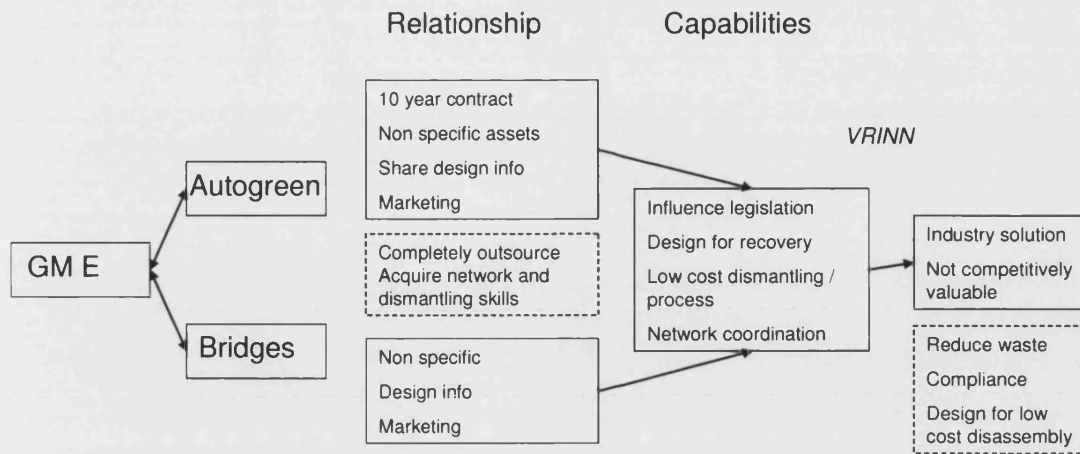 Relationship
Capabilities
VRINN
GM E
Autogreen
Bridges
10 year contract
Non specific assets
Share design info
Marketing
Completely outsource
Acquire network and
dismantling skills
Non specific
Design info
Marketing
Influence legislation
Design for recovery
Low cost dismantling /
process
Network coordination
Industry solution
Not competitively
valuable
Reduce waste
Compliance
Design for low
cost disassembly